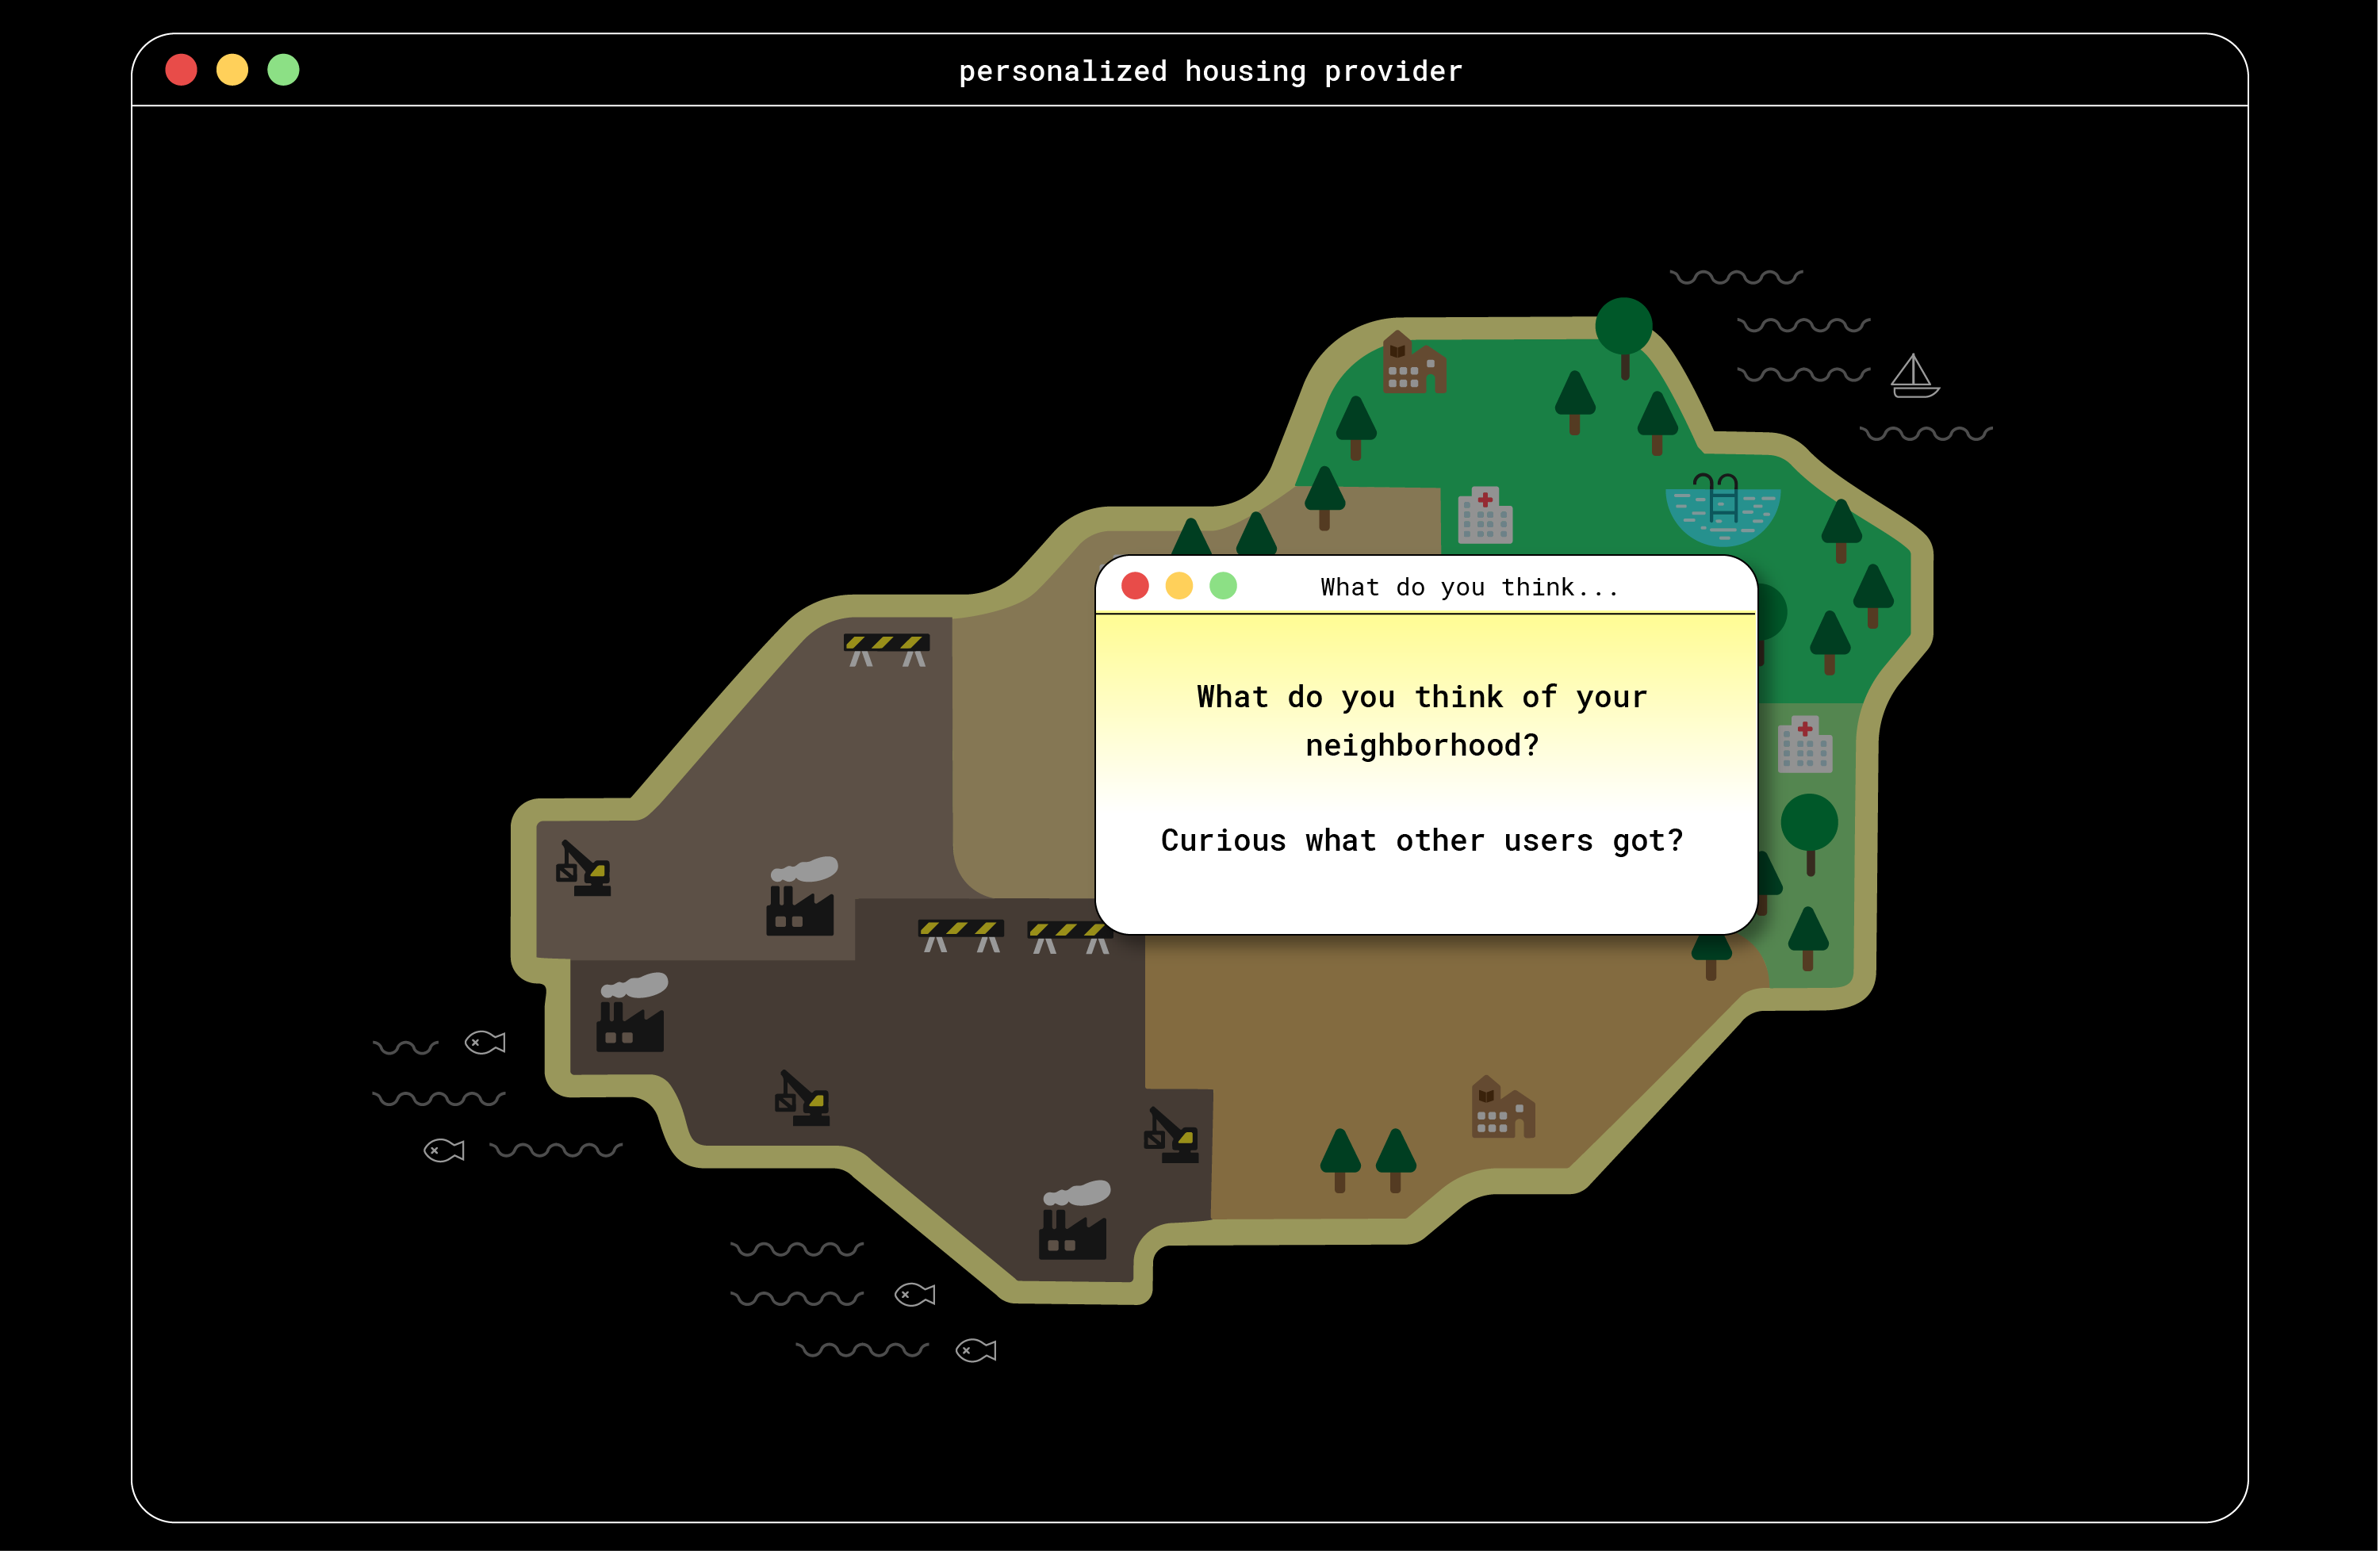 personalized housing provider
What do you think...
What do you think of your
neighborhood?
Curious what other users got?